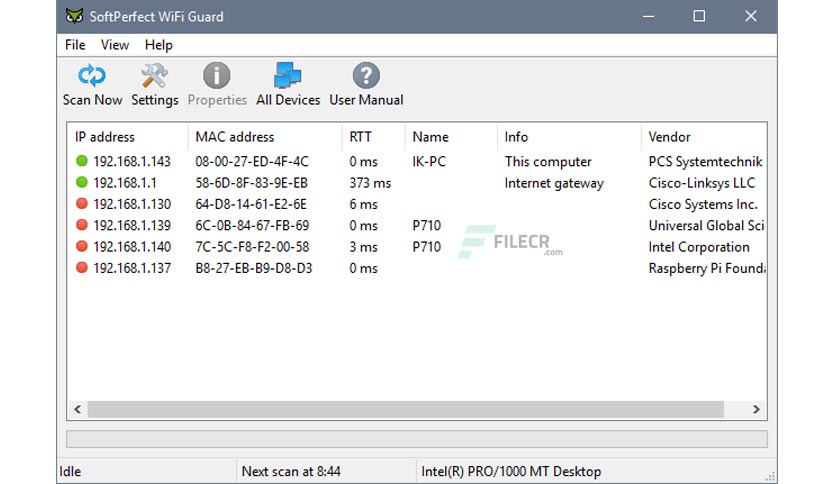 SoftPerfect WiFi Guard
File View Help
Scan Now Settings Properties All Devices User Manual
IP address MAC address RTT Name Info Vendor
192.168.1.143 08-00-27-ED-4F-4C 0 ms IK-PC This computer PCS Systemtechnik
192.168.1.1 58-6D-8F-83-9E-EB 373 ms Internet gateway Cisco-Linksys LLC
192.168.1.130 64-D8-14-61-E2-6E 6 ms Cisco Systems Inc.
192.168.1.139 6C-0B-84-67-FB-69 0 ms P710 Universal Global Sci
192.168.1.140 7C-5C-F8-F2-00-58 3 ms P710 Intel Corporation
192.168.1.137 B8-27-EB-B9-D8-D3 0 ms Raspberry Pi Founda
FILECR
.com
Idle Next scan at 8:44 Intel(R) PRO/1000 MT Desktop